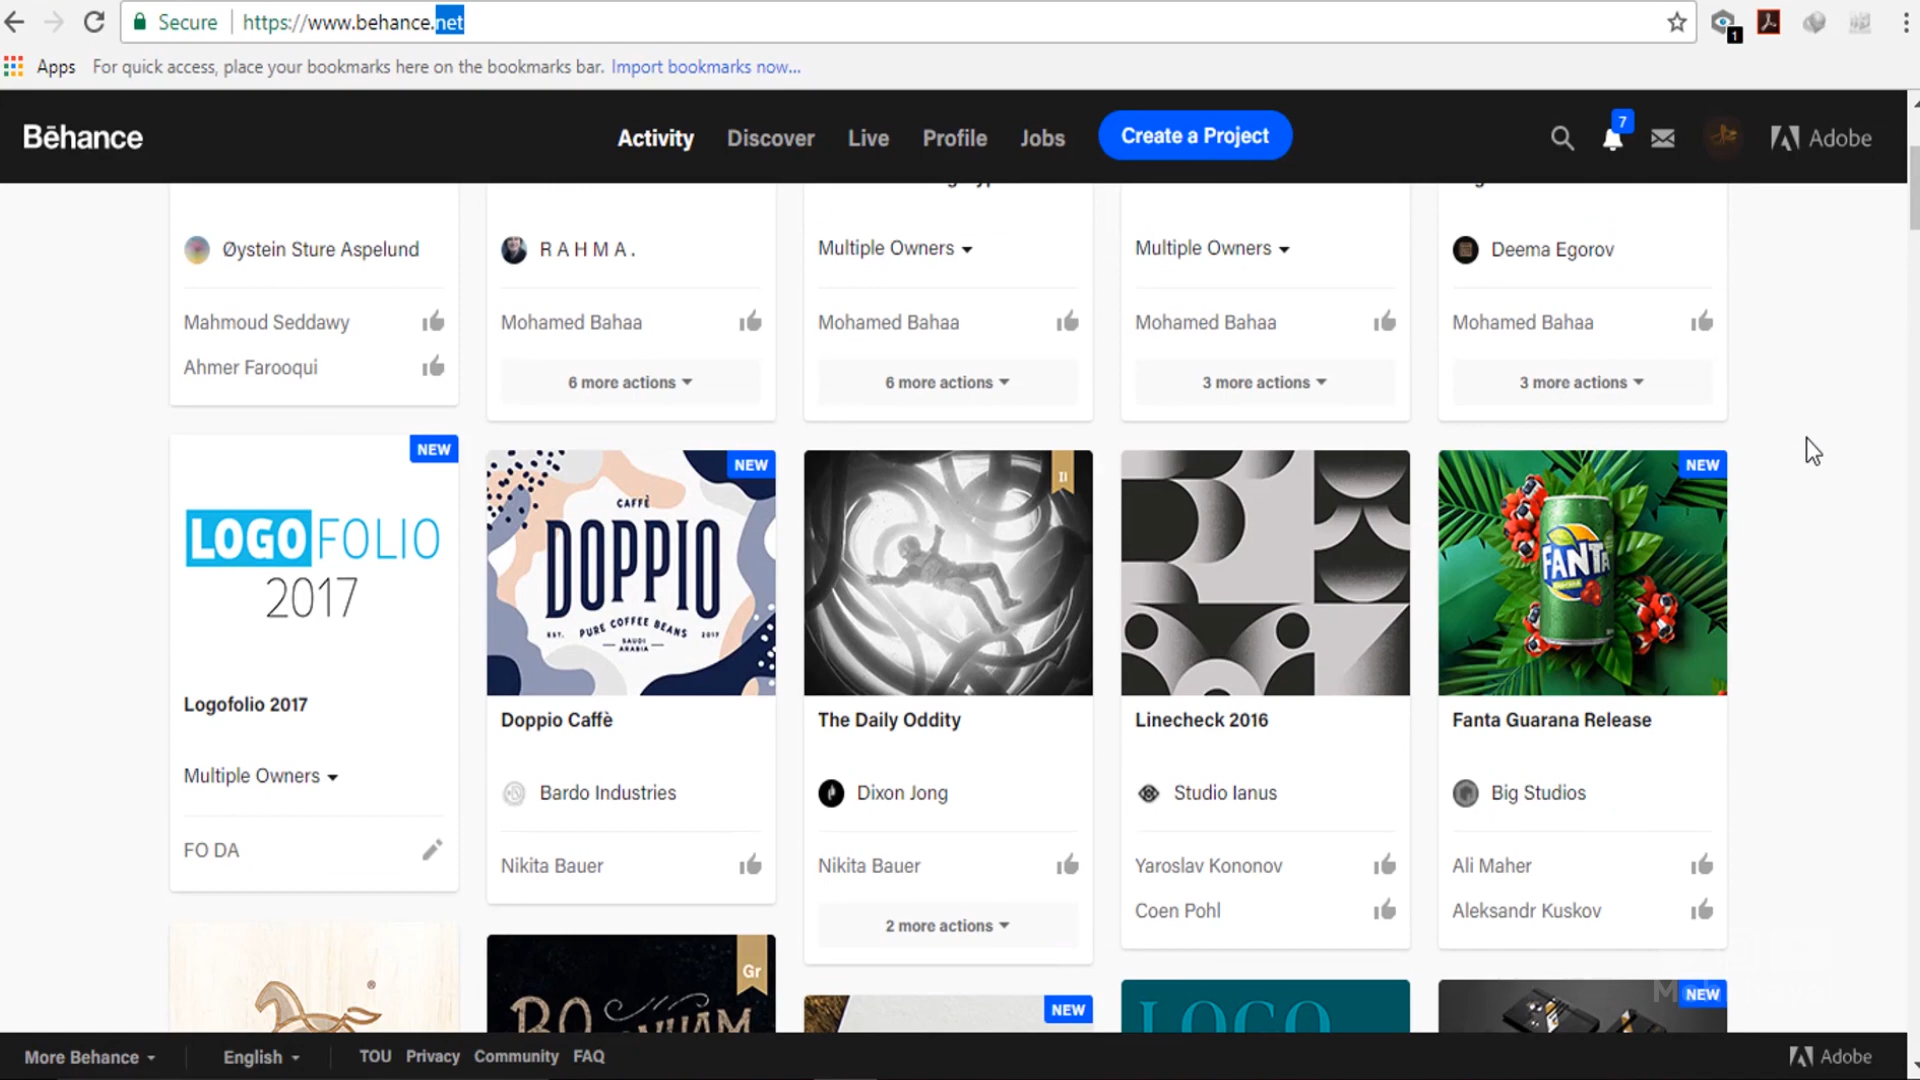 Secure https://www.behance.net
1
Apps For quick access, place your bookmarks here on the bookmarks bar. Import bookmarks now...
Bēhance Activity Discover Live Profile Jobs Create a Project 7 Adobe
Øystein Sture Aspelund
R A H M A .
Multiple Owners
Multiple Owners
Deema Egorov
Mahmoud Seddawy
Mohamed Bahaa
Mohamed Bahaa
Mohamed Bahaa
Mohamed Bahaa
Ahmer Farooqui
6 more actions
6 more actions
3 more actions
3 more actions
NEW
LOGOFOLIO
2017
Logofolio 2017
Multiple Owners
FO DA
NEW
CAFFÈ
DOPPIO
EST. PURE COFFEE BEANS 2017
SAUDI
ARABIA
Doppio Caffè
Bardo Industries
Nikita Bauer
The Daily Oddity
Dixon Jong
Nikita Bauer
2 more actions
Linecheck 2016
Studio Ianus
Yaroslav Kononov
Coen Pohl
NEW
FANTA
Fanta Guarana Release
Big Studios
Ali Maher
Aleksandr Kuskov
®
Gr
NEW
LOGO
NEW
More Behance English TOU Privacy Community FAQ Adobe